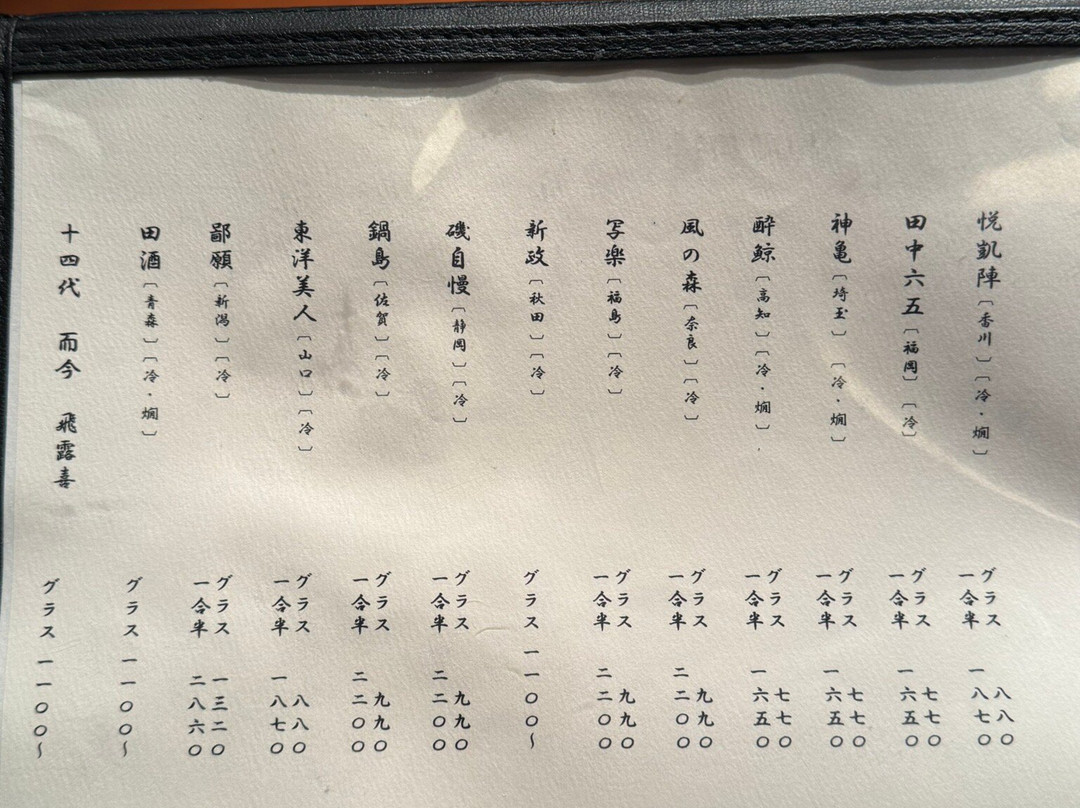 悦凱陣〔香川〕〔冷・燗〕
グラス 八八〇
一合半 一八七〇
田中六五〔福岡〕〔冷〕
グラス 七七〇
一合半 一六五〇
神亀〔埼玉〕〔冷・燗〕
グラス 七七〇
一合半 一六五〇
酔鯨〔高知〕〔冷・燗〕
グラス 七七〇
一合半 一六五〇
風の森〔奈良〕〔冷〕
グラス 九九〇
一合半 二二〇〇
写楽〔福島〕〔冷〕
グラス 九九〇
一合半 二二〇〇
新政〔秋田〕〔冷〕
グラス 一一〇〇〜
磯自慢〔静岡〕〔冷〕
グラス 九九〇
一合半 二二〇〇
鍋島〔佐賀〕〔冷〕
グラス 九九〇
一合半 二二〇〇
東洋美人〔山口〕〔冷〕
グラス 八八〇
一合半 一八七〇
鄙願〔新潟〕〔冷〕
グラス 一三二〇
一合半 二八六〇
田酒〔青森〕〔冷・燗〕
グラス 一一〇〇〜
十四代 而今 飛露喜
グラス 一一〇〇〜